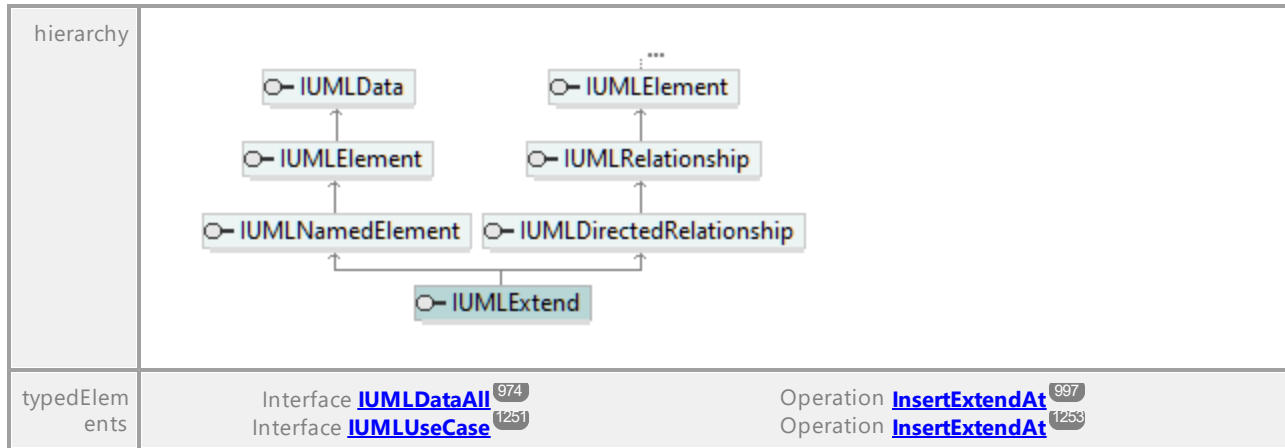 hierarchy
...
IUMLData
IUMLElement
IUMLElement
IUMLRelationship
IUMLNamedElement
IUMLDirectedRelationship
IUMLExtend
typedElem
ents
Interface IUMLDataAll 974
Operation InsertExtendAt 997
Interface IUMLUseCase 1251
Operation InsertExtendAt 1253